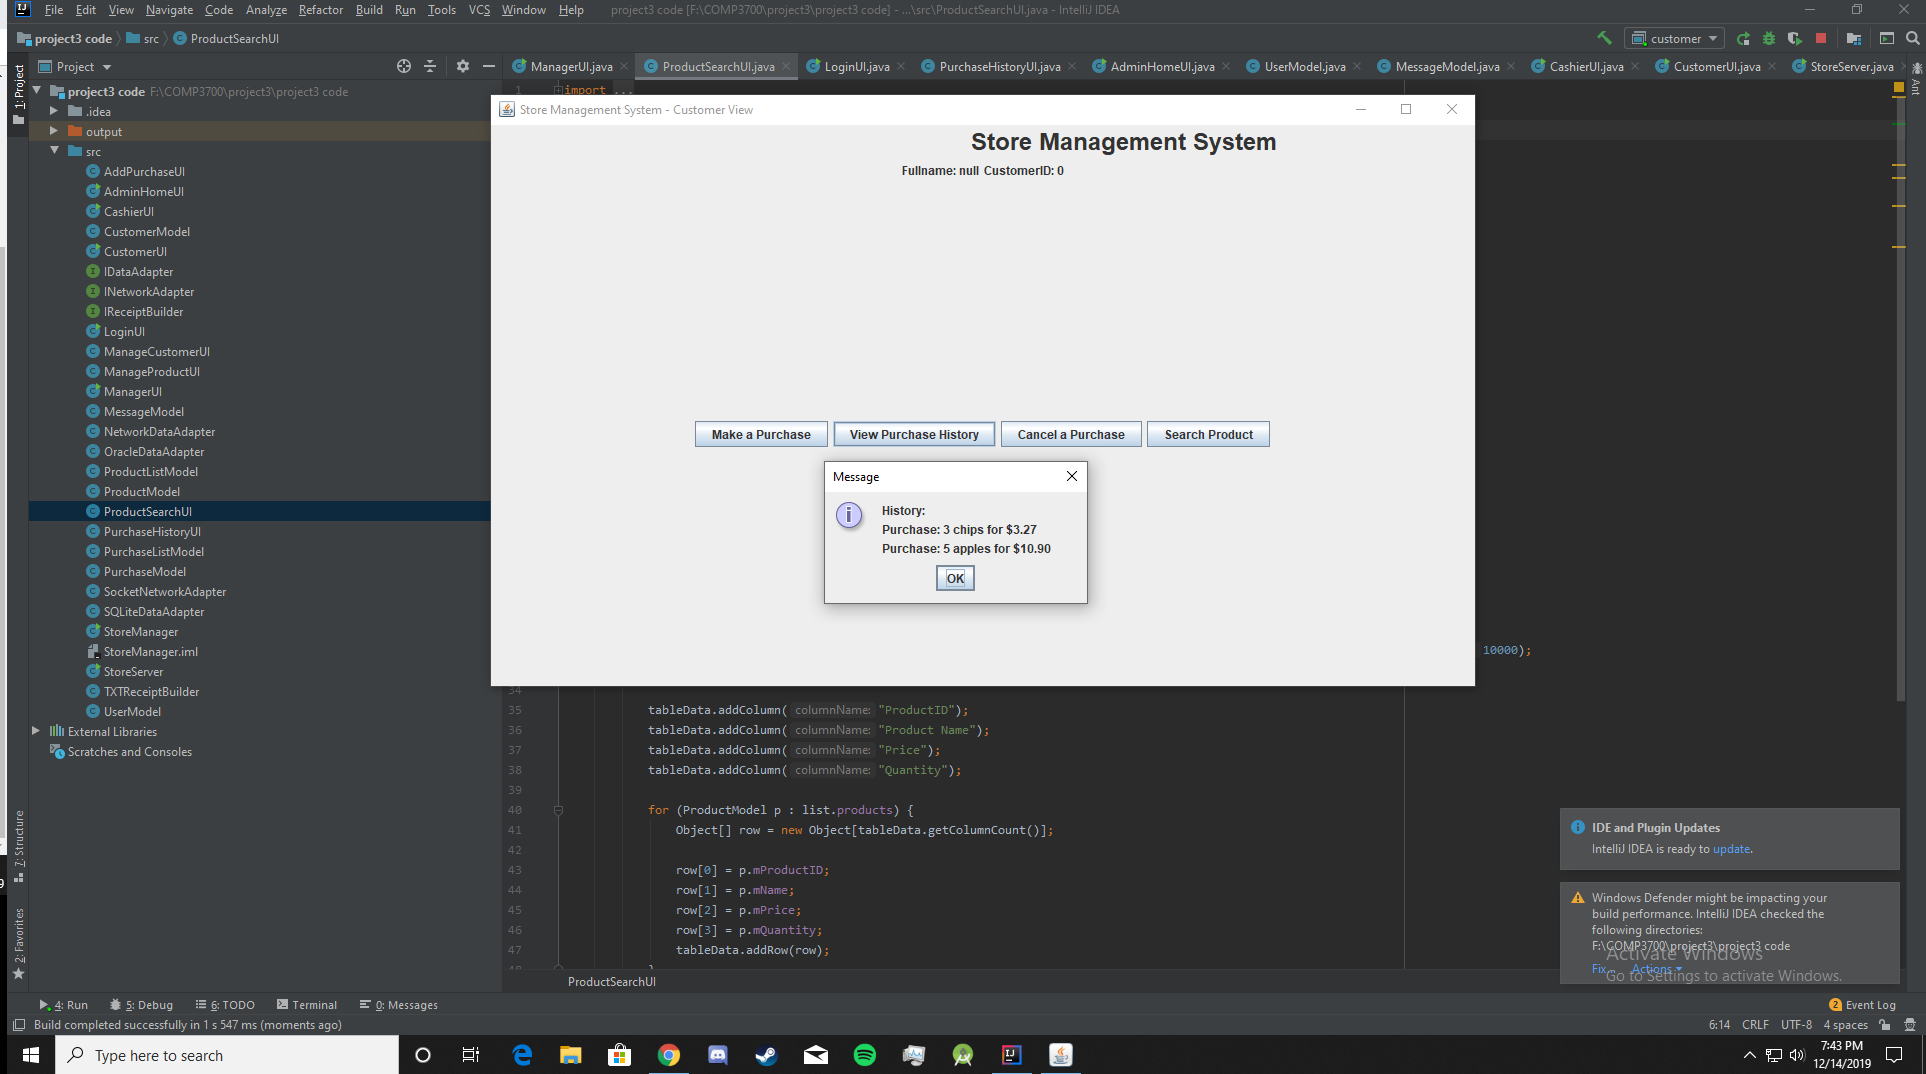 File Edit View Navigate Code Analyze Refactor Build Run Tools VCS Window Help project3 code [F:\COMP3700\project3\project3 code] - ...\src\ProductSearchUI.java - IntelliJ IDEA
project3 code src ProductSearchUI customer
Project ManagerUI.java ProductSearchUI.java LoginUI.java PurchaseHistoryUI.java AdminHomeUI.java UserModel.java MessageModel.java CashierUI.java CustomerUI.java StoreServer.java
1: Project
Ant
project3 code F:\COMP3700\project3\project3 code
.idea
output
src
AddPurchaseUI
AdminHomeUI
CashierUI
CustomerModel
CustomerUI
IDataAdapter
INetworkAdapter
IReceiptBuilder
LoginUI
ManageCustomerUI
ManageProductUI
ManagerUI
MessageModel
NetworkDataAdapter
OracleDataAdapter
ProductListModel
ProductModel
ProductSearchUI
PurchaseHistoryUI
PurchaseListModel
PurchaseModel
SocketNetworkAdapter
SQLiteDataAdapter
StoreManager
StoreManager.iml
StoreServer
TXTReceiptBuilder
UserModel
External Libraries
Scratches and Consoles
7: Structure
2: Favorites
1 import ...
Store Management System - Customer View
Store Management System
Fullname: null CustomerID: 0
Make a Purchase View Purchase History Cancel a Purchase Search Product
Message
History:
Purchase: 3 chips for $3.27
Purchase: 5 apples for $10.90
OK
10000);
34
35 tableData.addColumn( columnName: "ProductID");
36 tableData.addColumn( columnName: "Product Name");
37 tableData.addColumn( columnName: "Price");
38 tableData.addColumn( columnName: "Quantity");
39
40 for (ProductModel p : list.products) {
41 Object[] row = new Object[tableData.getColumnCount()];
42
43 row[0] = p.mProductID;
44 row[1] = p.mName;
45 row[2] = p.mPrice;
46 row[3] = p.mQuantity;
47 tableData.addRow(row);
48 }
ProductSearchUI
IDE and Plugin Updates
IntelliJ IDEA is ready to update.
Windows Defender might be impacting your
build performance. IntelliJ IDEA checked the
following directories:
F:\COMP3700\project3\project3 code
Fix... Actions
Activate Windows
Go to Settings to activate Windows.
4: Run 5: Debug 6: TODO Terminal 0: Messages 2 Event Log
Build completed successfully in 1 s 547 ms (moments ago) 6:14 CRLF UTF-8 4 spaces
Type here to search
7:43 PM
12/14/2019